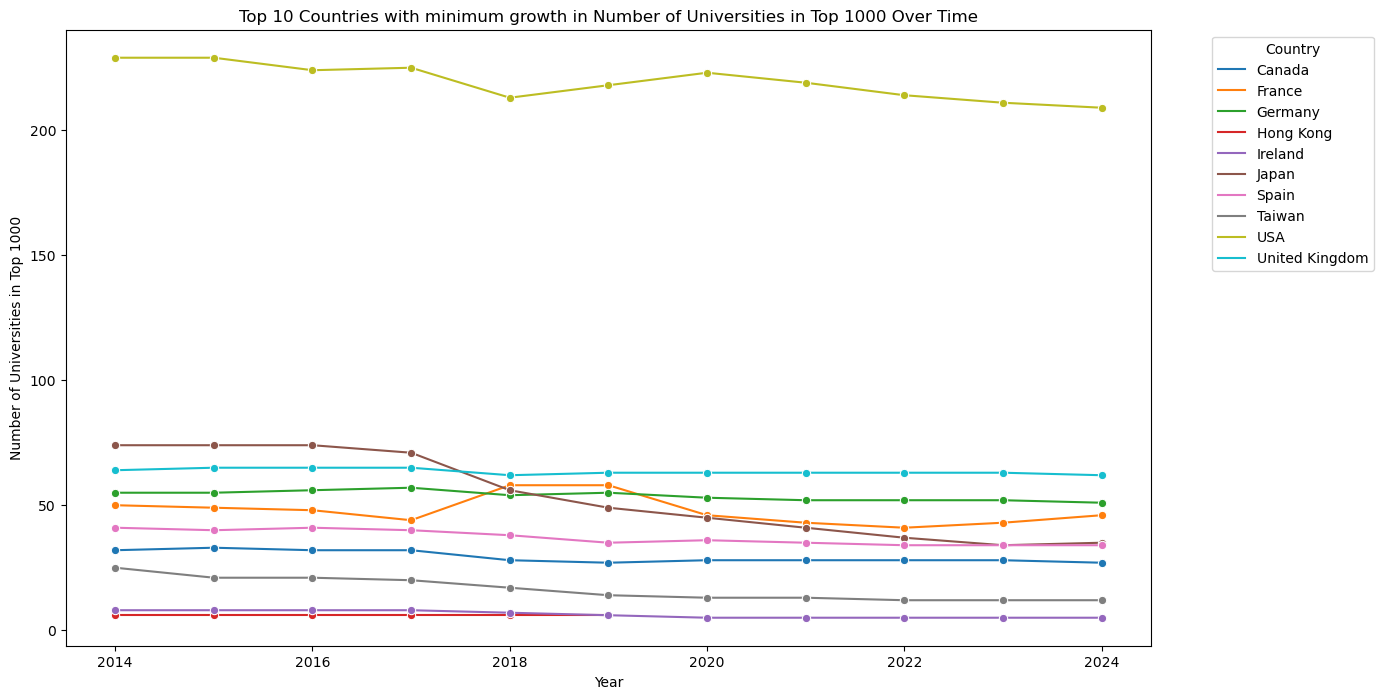 Top 10 Countries with minimum growth in Number of Universities in Top 1000 Over Time
Number of Universities in Top 1000
200
150
100
50
0
2014 2016 2018 2020 2022 2024
Year
Country
Canada
France
Germany
Hong Kong
Ireland
Japan
Spain
Taiwan
USA
United Kingdom